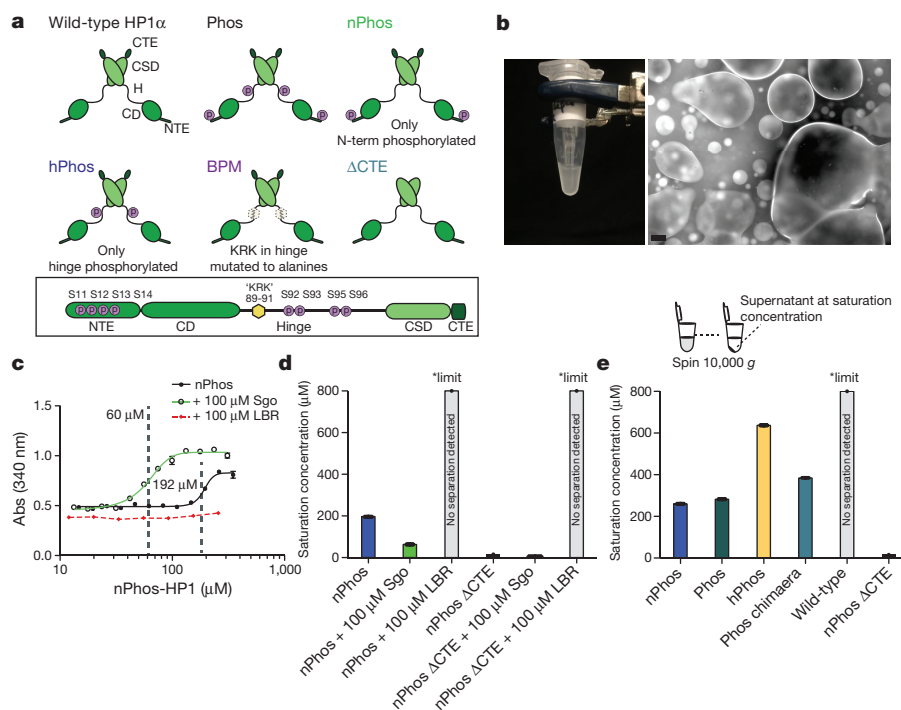 a
Wild-type HP1α
CTE
CSD
H
CD
NTE
Phos
p p p p
nPhos
p p
Only
N-term phosphorylated
hPhos
p p
Only
hinge phosphorylated
BPM
KRK in hinge
mutated to alanines
ΔCTE
S11 S12 S13 S14
'KRK'
89-91
S92 S93 S95 S96
p p p p p p p p
NTE CD Hinge CSD CTE
b
c
nPhos
+ 100 µM Sgo
+ 100 µM LBR
60 µM
192 µM
Abs (340 nm)
1.5
1.0
0.5
0.0
10 100 1,000
nPhos-HP1 (µM)
d
*limit *limit
Saturation concentration (µM)
800
600
400
200
0
No separation detected
No separation detected
nPhos
nPhos + 100 µM Sgo
nPhos + 100 µM LBR
nPhos ΔCTE
nPhos ΔCTE + 100 µM Sgo
nPhos ΔCTE + 100 µM LBR
Supernatant at saturation
concentration
Spin 10,000 g
e
*limit
Saturation concentration (µM)
800
600
400
200
0
No separation detected
nPhos
Phos
hPhos
Phos chimaera
Wild-type
nPhos ΔCTE